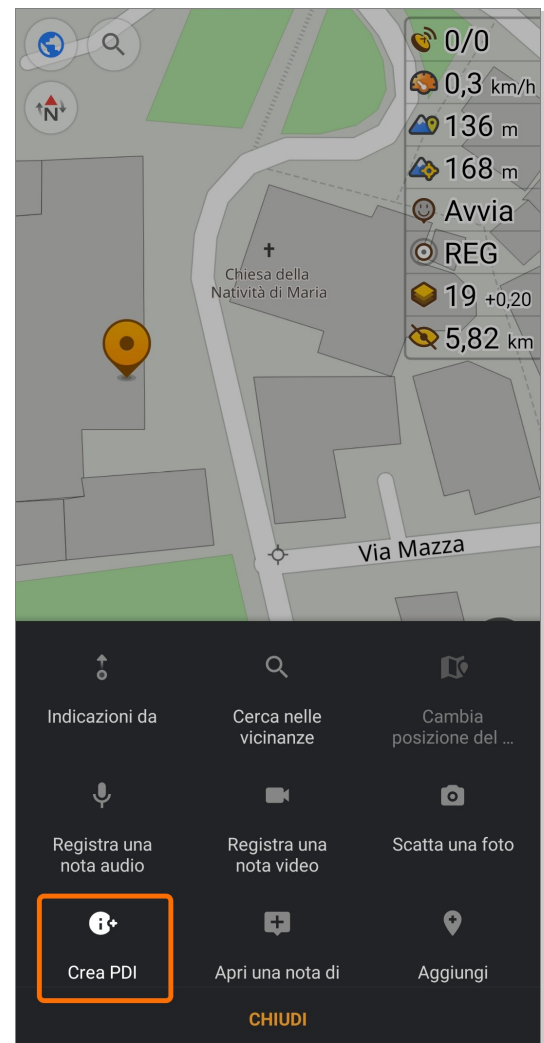 0/0
0,3 km/h
N
136 m
168 m
Avvia
REG
19 +0,20
5,82 km
Chiesa della
Natività di Maria
Via Mazza
Indicazioni da
Cerca nelle
vicinanze
Cambia
posizione del ...
Registra una
nota audio
Registra una
nota video
Scatta una foto
Crea PDI
Apri una nota di
Aggiungi
CHIUDI